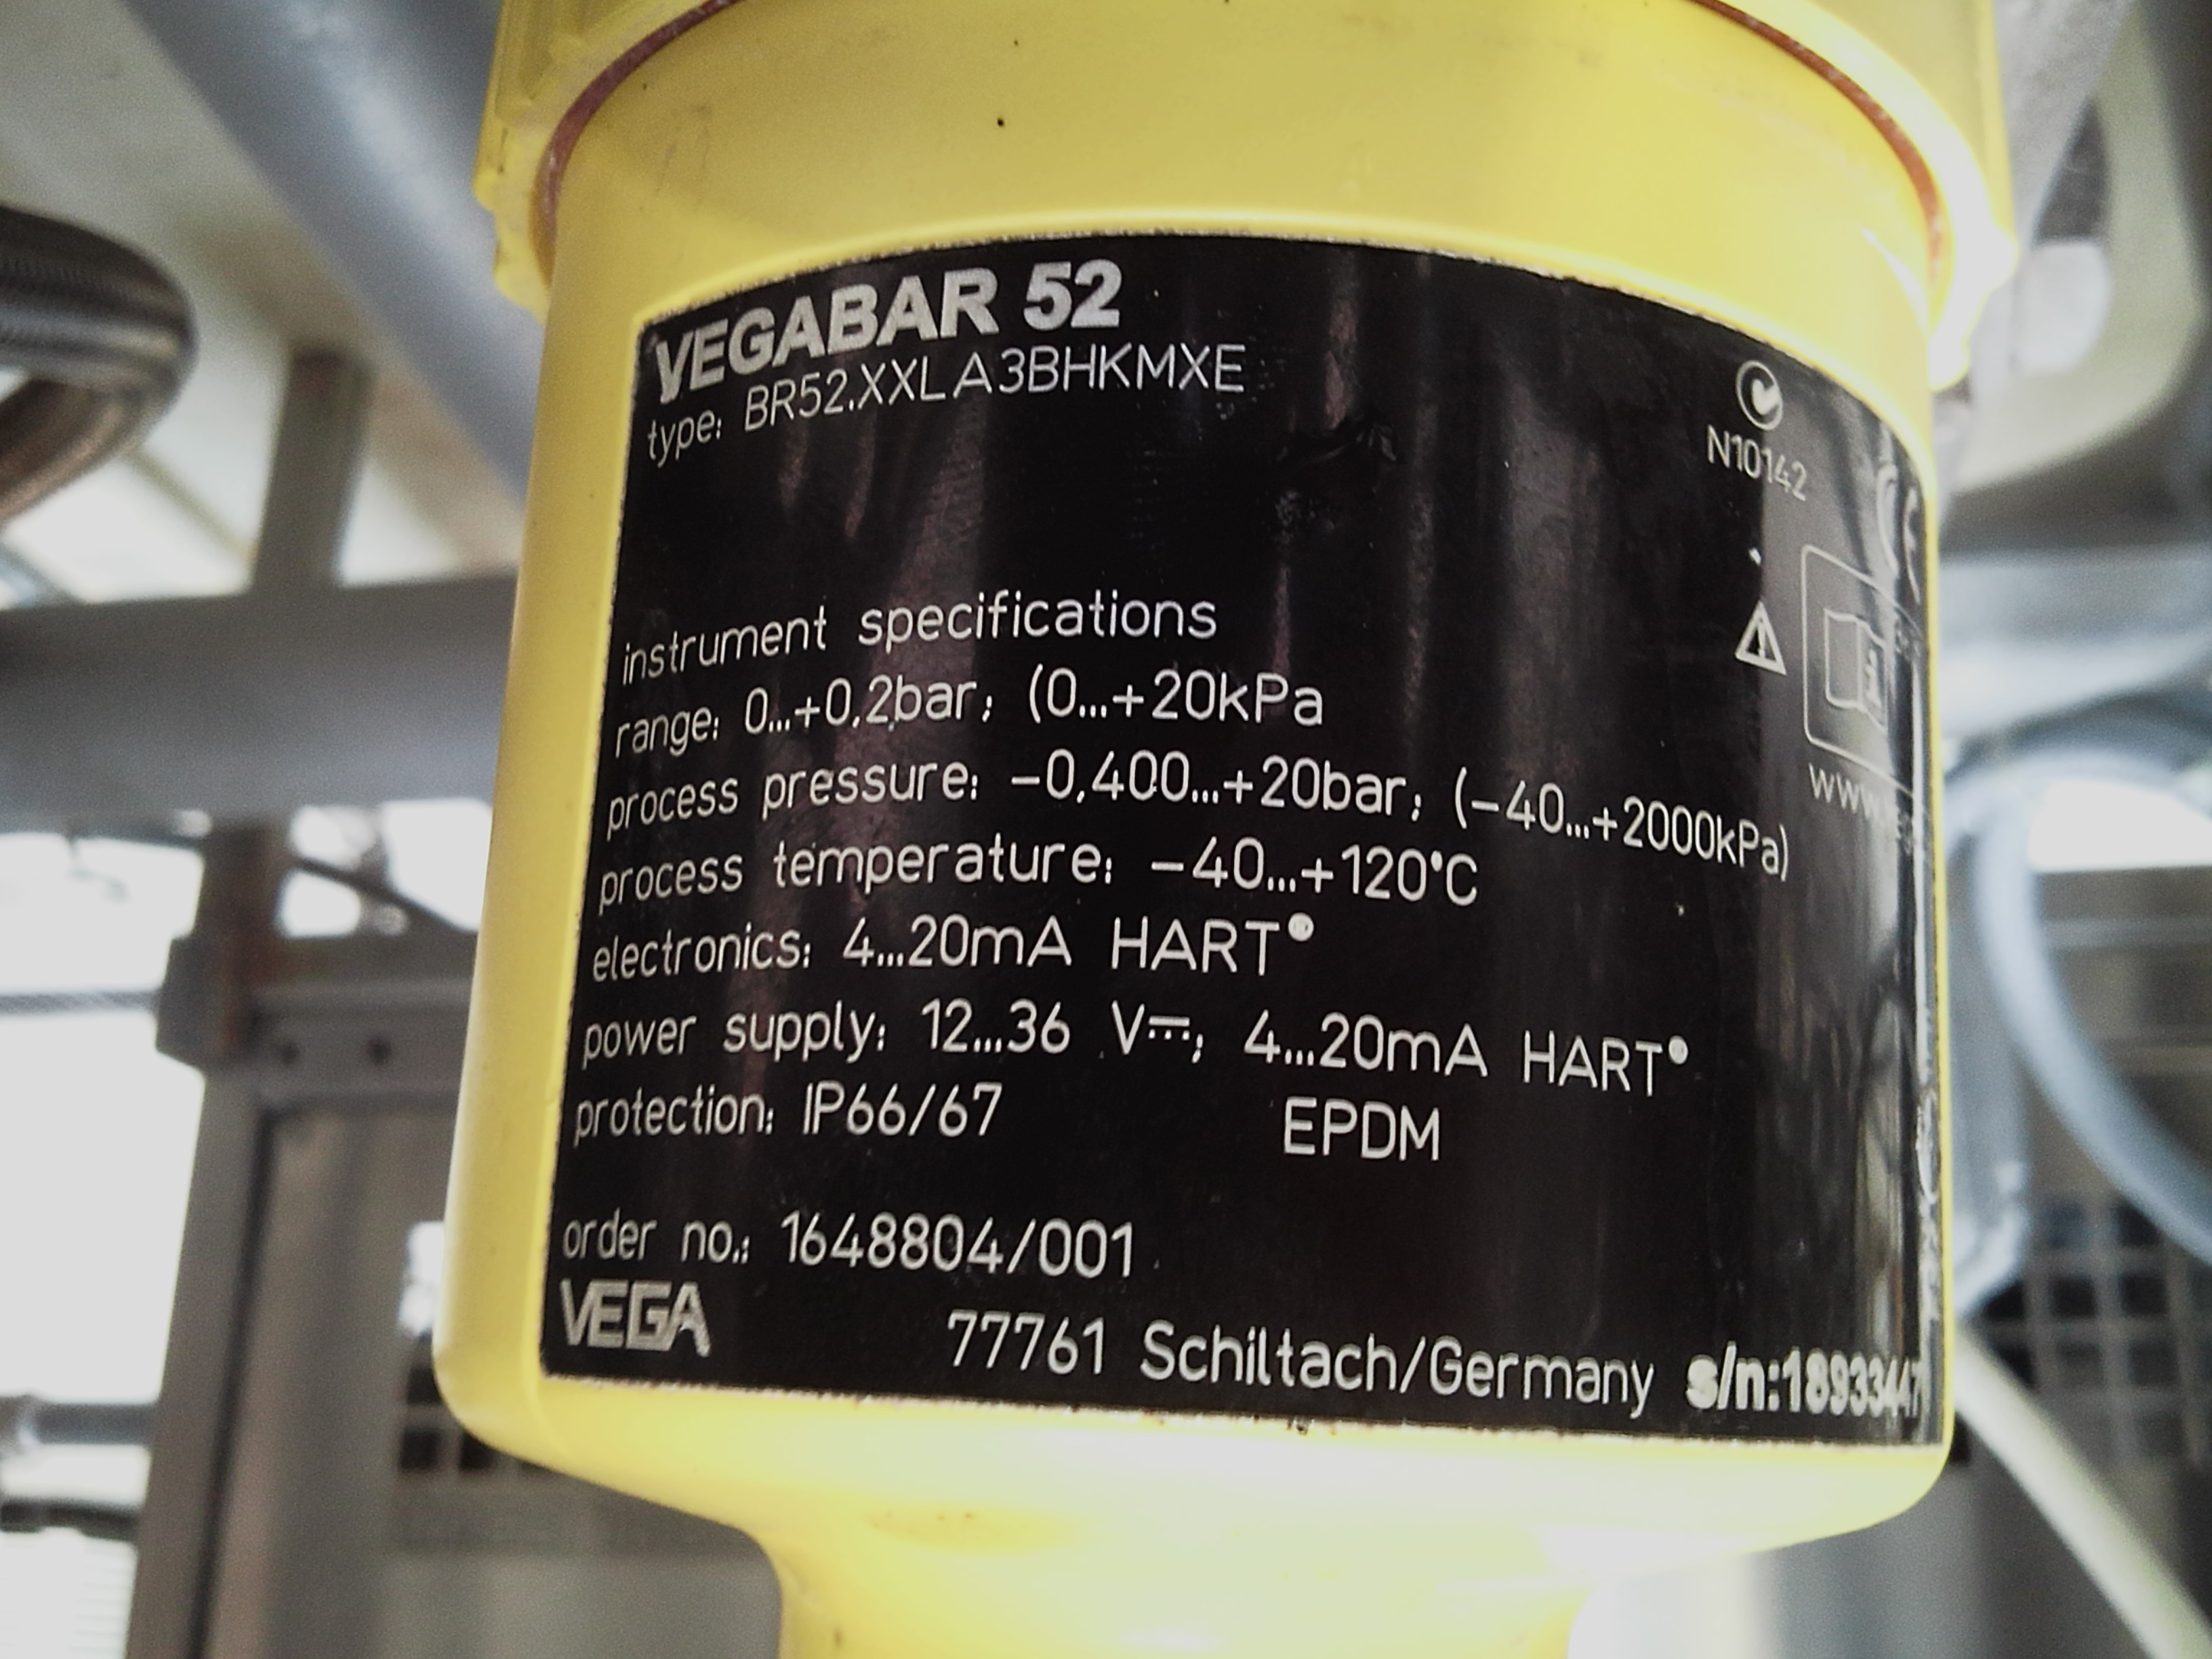 VEGABAR 52
type: BR52.XXLA3BHKMXE
N10142
CE
instrument specifications
range: 0...+0,2bar; (0...+20kPa
process pressure: -0,400...+20bar; (-40...+2000kPa)
process temperature: -40...+120°C
electronics: 4...20mA HART®
power supply: 12...36 V⎓; 4...20mA HART®
protection: IP66/67 EPDM
order no.: 1648804/001
VEGA 77761 Schiltach/Germany